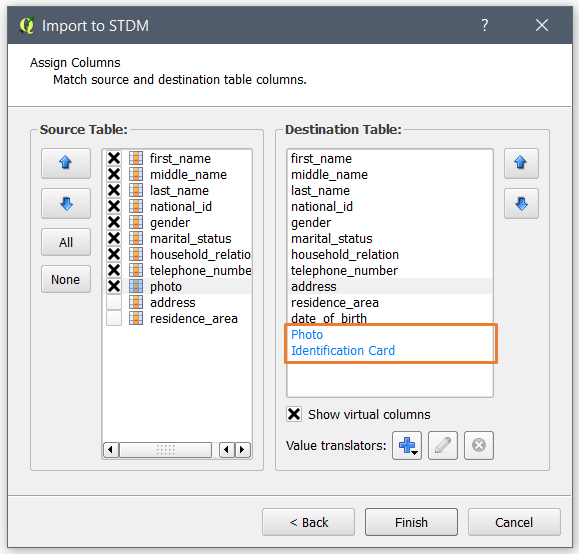 Import to STDM
Assign Columns
Match source and destination table columns.
Source Table:
All
None
first_name
middle_name
last_name
national_id
gender
marital_status
household_relation
telephone_numbe
photo
address
residence_area
Destination Table:
first_name
middle_name
last_name
national_id
gender
marital_status
household_relation
telephone_number
address
residence_area
date_of_birth
Photo
Identification Card
Show virtual columns
Value translators:
< Back
Finish
Cancel